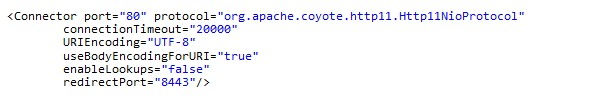 <Connector port="80" protocol="org.apache.coyote.http11.Http11NioProtocol"
connectionTimeout="20000"
URIEncoding="UTF-8"
useBodyEncodingForURI="true"
enableLookups="false"
redirectPort="8443"/>